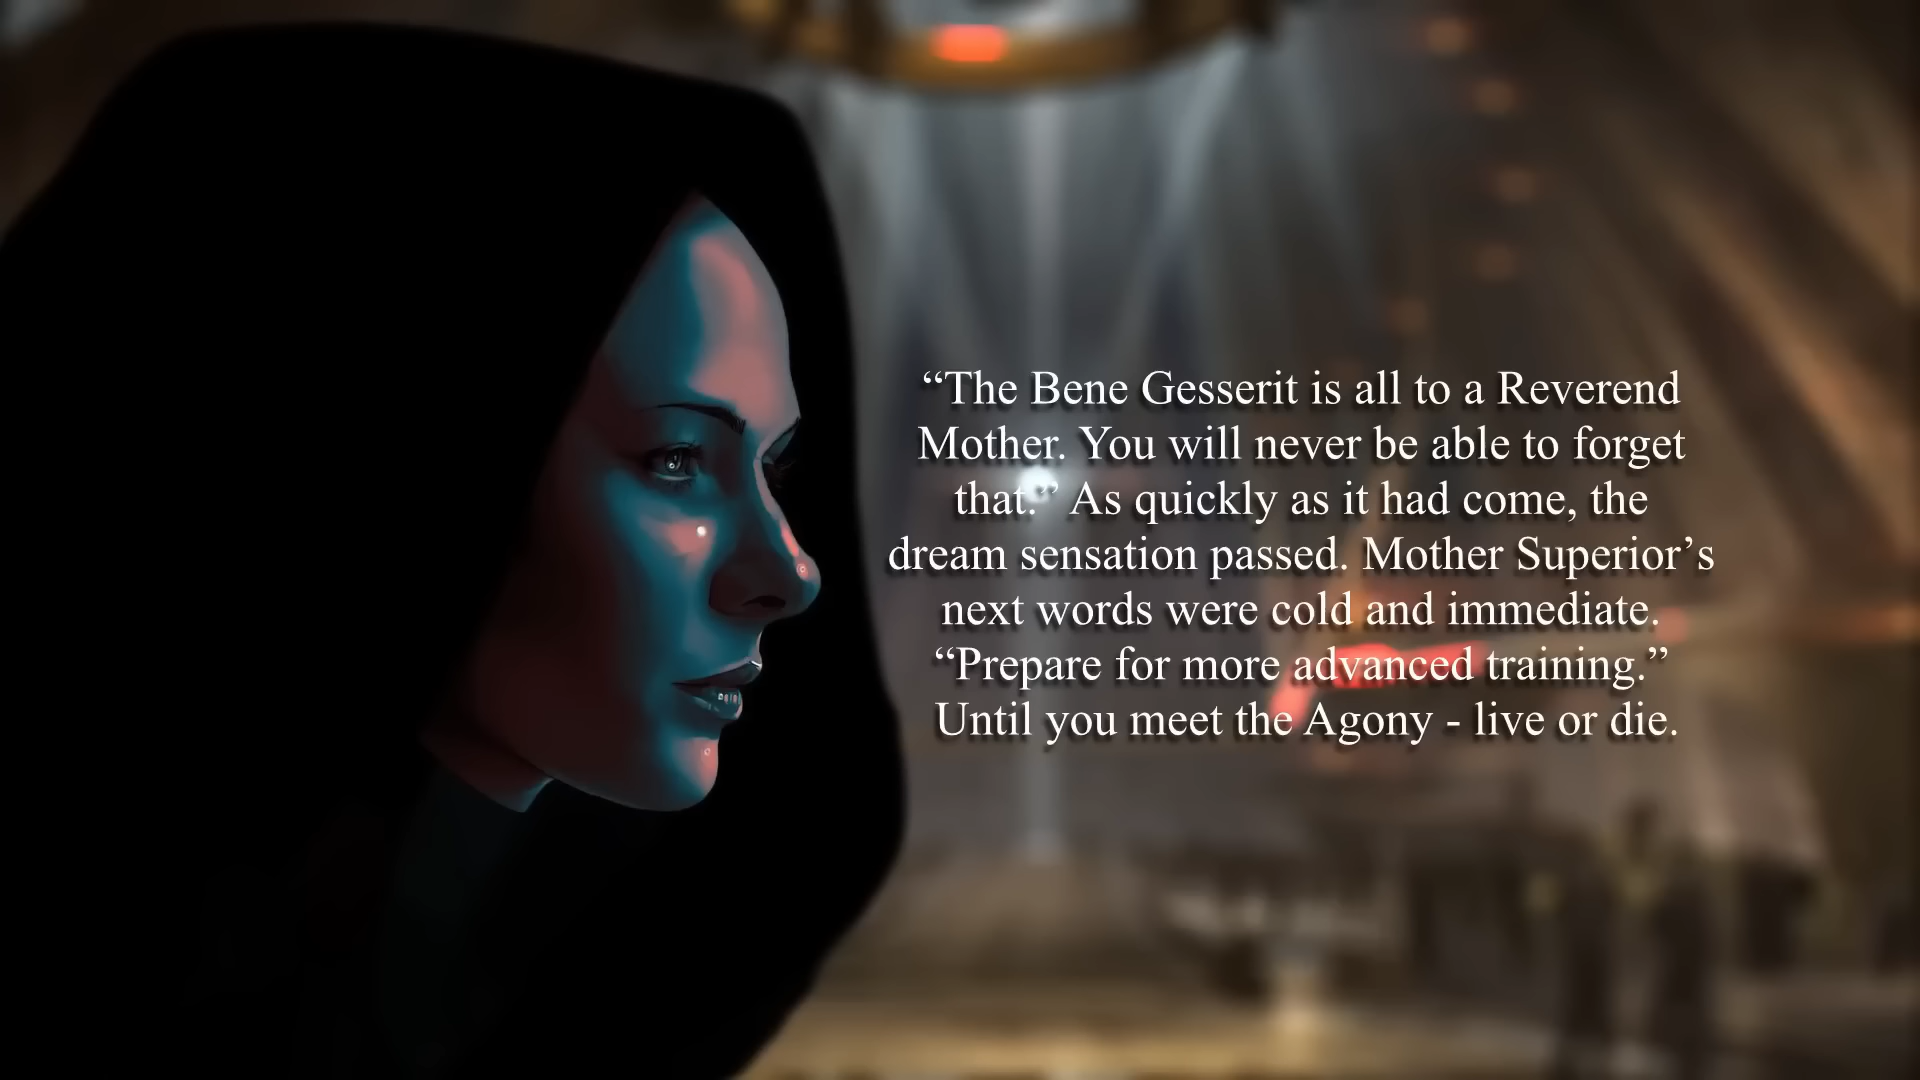 “The Bene Gesserit is all to a Reverend
Mother. You will never be able to forget
that.” As quickly as it had come, the
dream sensation passed. Mother Superior’s
next words were cold and immediate.
“Prepare for more advanced training.”
Until you meet the Agony - live or die.